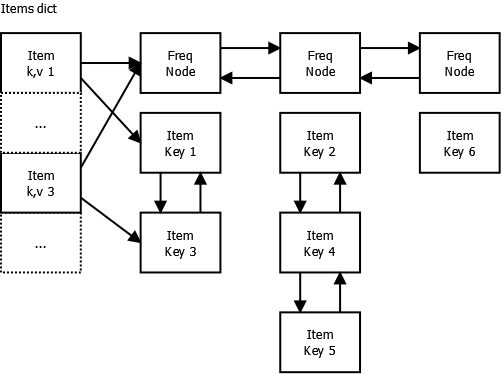 Items dict
Item
k,v 1
...
Item
k,v 3
...
Freq
Node
Freq
Node
Freq
Node
Item
Key 1
Item
Key 2
Item
Key 6
Item
Key 3
Item
Key 4
Item
Key 5